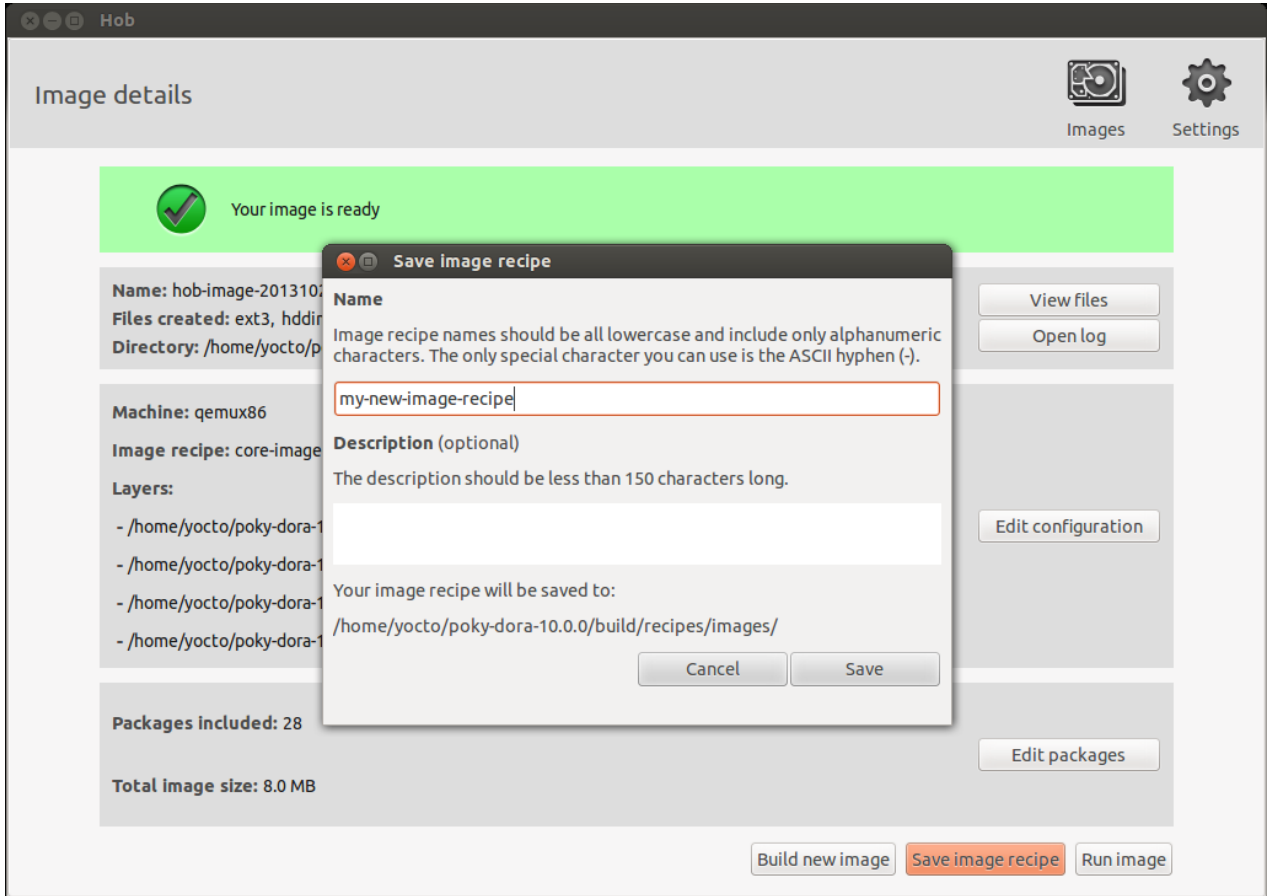 Hob
Image details
Images
Settings
Your image is ready
Name: hob-image-201310
Files created: ext3,
Directory: /home/yocto/
View files
Open log
Machine: qemux86
Image recipe: core-image
Layers:
- /home/yocto/poky-dora-1
- /home/yocto/poky-dora-1
- /home/yocto/poky-dora-1
- /home/yocto/poky-dora-1
Edit configuration
Packages included: 28
Total image size: 8.0 MB
Edit packages
Save image recipe
Name
Image recipe names should be all lowercase and include only alphanumeric
characters. The only special character you can use is the ASCII hyphen (-).
my-new-image-recipe
Description (optional)
The description should be less than 150 characters long.
Your image recipe will be saved to:
/home/yocto/poky-dora-10.0.0/build/recipes/images/
Cancel
Save
Build new image
Save image recipe
Run image